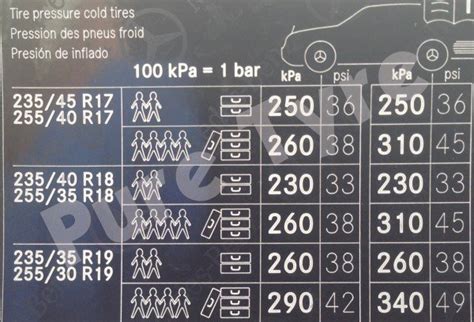 Tire pressure cold tires
Pression des pneus froid
Presión de inflado
100 kPa = 1 bar kPa psi kPa psi
235/45 R17
255/40 R17
250 36 250 36
260 38 310 45
235/40 R18
255/35 R18
230 33 230 33
260 38 310 45
235/35 R19
255/30 R19
260 38 260 38
290 42 340 49
Pure Tyre